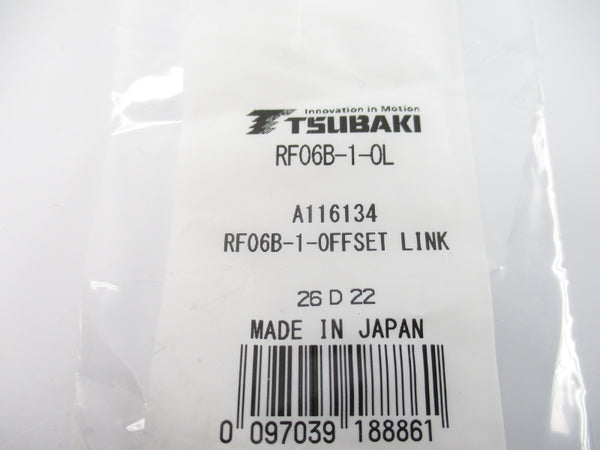 Innovation in Motion
TSUBAKI
RF06B-1-OL
A116134
RF06B-1-OFFSET LINK
26 D 22
MADE IN JAPAN
0 097039 188861